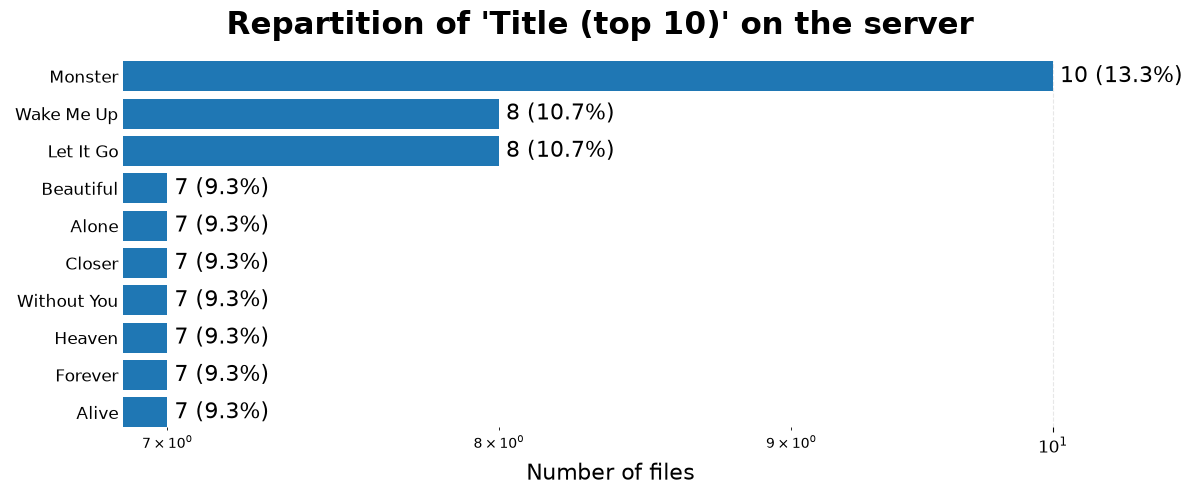 Repartition of 'Title (top 10)' on the server
Monster 10 (13.3%)
Wake Me Up 8 (10.7%)
Let It Go 8 (10.7%)
Beautiful 7 (9.3%)
Alone 7 (9.3%)
Closer 7 (9.3%)
Without You 7 (9.3%)
Heaven 7 (9.3%)
Forever 7 (9.3%)
Alive 7 (9.3%)
7 × 10⁰ 8 × 10⁰ 9 × 10⁰ 10¹
Number of files